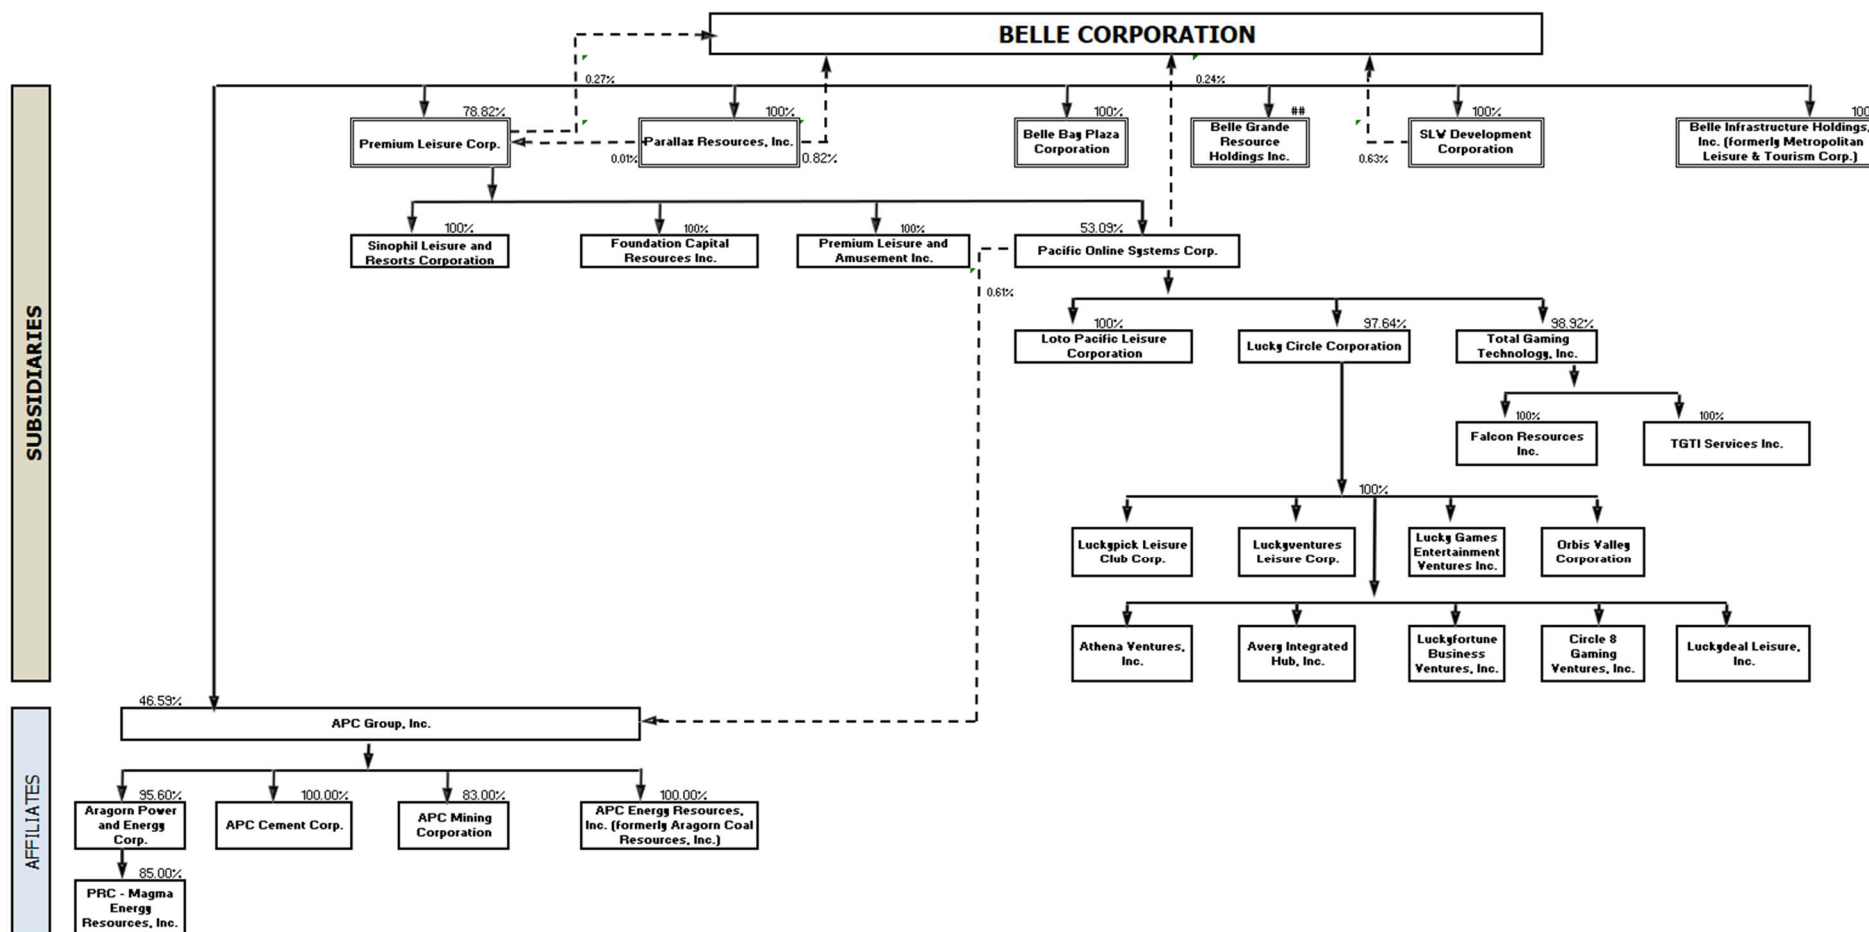 BELLE CORPORATION
0.27%
0.24%
78.82%
100%
100%
##
100%
100
Premium Leisure Corp.
0.01%
Parallax Resources, Inc.
0.82%
Belle Bay Plaza
Corporation
Belle Grande
Resource
Holdings Inc.
0.63%
SLW Development
Corporation
Belle Infrastructure Holdings,
Inc. (formerly Metropolitan
Leisure & Tourism Corp.)
SUBSIDIARIES
100%
100%
100%
53.09%
Sinophil Leisure and
Resorts Corporation
Foundation Capital
Resources Inc.
Premium Leisure and
Amusement Inc.
Pacific Online Systems Corp.
0.61%
100%
97.64%
98.92%
Loto Pacific Leisure
Corporation
Lucky Circle Corporation
Total Gaming
Technology, Inc.
100%
100%
Falcon Resources
Inc.
TGTI Services Inc.
100%
Luckypick Leisure
Club Corp.
Luckyventures
Leisure Corp.
Lucky Games
Entertainment
Ventures Inc.
Orbis Valley
Corporation
Athena Ventures,
Inc.
Avery Integrated
Hub, Inc.
Luckyfortune
Business
Ventures, Inc.
Circle 8
Gaming
Ventures, Inc.
Luckydeal Leisure,
Inc.
AFFILIATES
46.59%
APC Group, Inc.
95.60%
100.00%
83.00%
100.00%
Aragorn Power
and Energy
Corp.
APC Cement Corp.
APC Mining
Corporation
APC Energy Resources,
Inc. (formerly Aragorn Coal
Resources, Inc.)
85.00%
PRC - Magma
Energy
Resources, Inc.